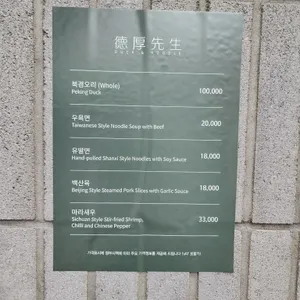 德厚先生
DUCK & NOODLE
북경오리 (Whole)
Peking Duck
100,000
우육면
Taiwanese Style Noodle Soup with Beef
20,000
유발면
Hand-pulled Shanxi Style Noodles with Soy Sauce
18,000
백산육
Beijing Style Steamed Pork Slices with Garlic Sauce
18,000
마라새우
Sichuan Style Stir-fried Shrimp,
Chilli and Chinese Pepper
33,000